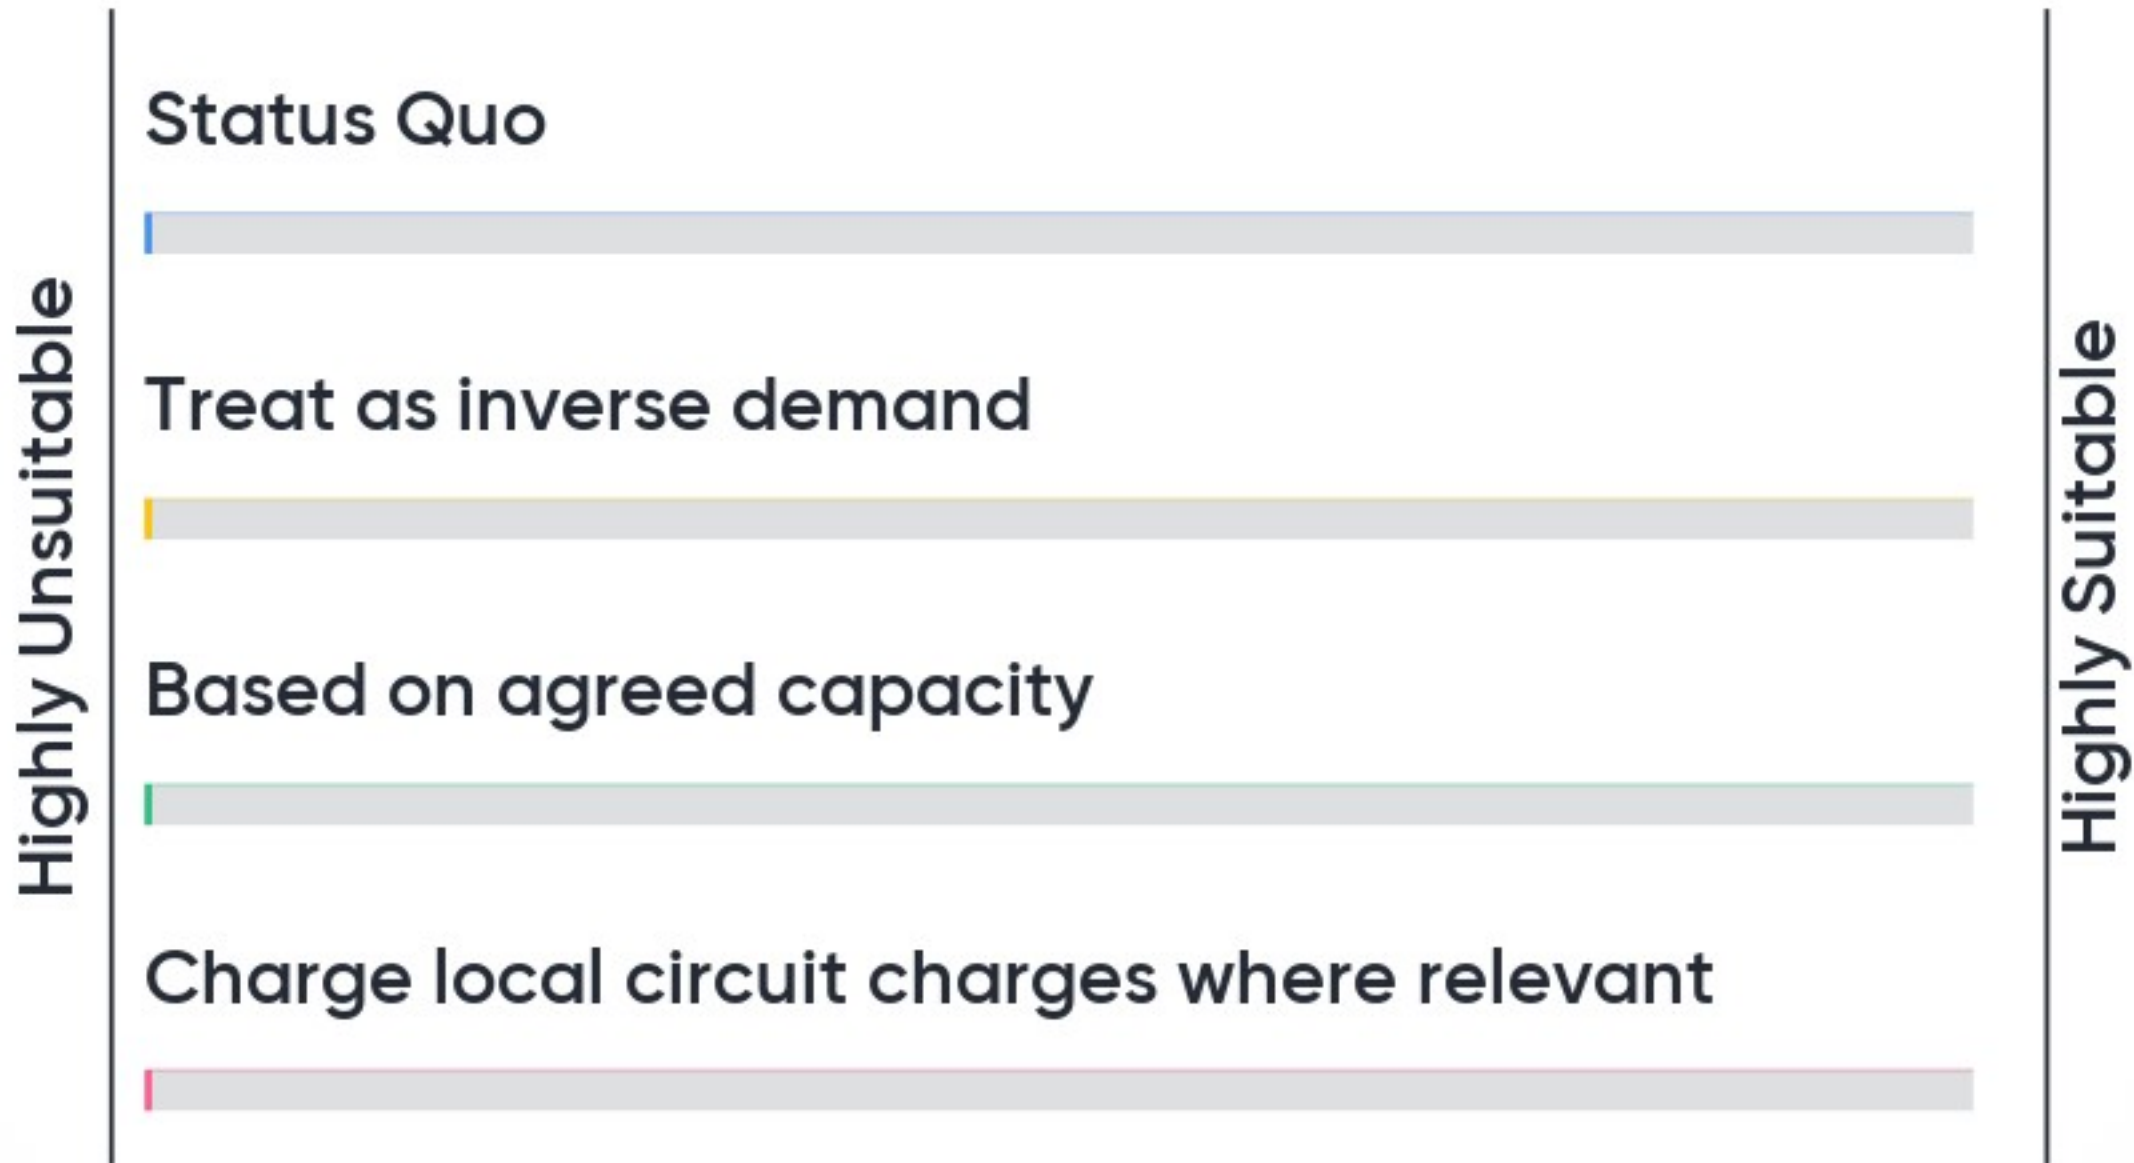 Highly Unsuitable
Status Quo
Treat as inverse demand
Based on agreed capacity
Charge local circuit charges where relevant
Highly Suitable